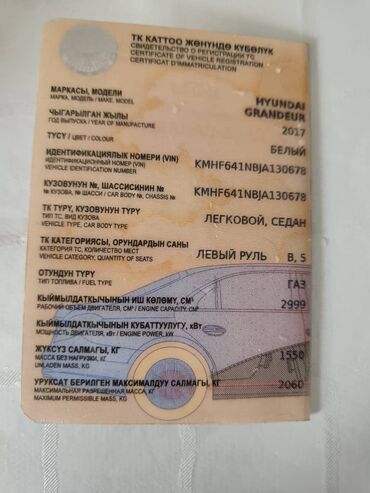 ТК КАТТОО ЖӨНҮНДӨ КҮБӨЛҮК
СВИДЕТЕЛЬСТВО О РЕГИСТРАЦИИ ТС
CERTIFICATE OF VEHICLE REGISTRATION
CERTIFICAT D'IMMATRICULATION
МАРКАСЫ, МОДЕЛИ
МАРКА, МОДЕЛЬ / MAKE, MODEL
HYUNDAI
GRANDEUR
ЧЫГАРЫЛГАН ЖЫЛЫ
ГОД ВЫПУСКА / YEAR OF MANUFACTURE
2017
ТҮСҮ / ЦВЕТ / COLOUR
БЕЛЫЙ
ИДЕНТИФИКАЦИЯЛЫК НОМЕРИ (VIN)
ИДЕНТИФИКАЦИОННЫЙ НОМЕР (VIN)
VEHICLE IDENTIFICATION NUMBER
KMHF641NBJA130678
КУЗОВУНУН №, ШАССИСИНИН №
№ КУЗОВА, № ШАССИ / CAR BODY №, CHASSIS №
KMHF641NBJA130678
ТК ТҮРҮ, КУЗОВУНУН ТҮРҮ
ТИП ТС, ВИД КУЗОВА
VEHICLE TYPE, CAR BODY TYPE
ЛЕГКОВОЙ, СЕДАН
ТК КАТЕГОРИЯСЫ, ОРУНДАРДЫН САНЫ
КАТЕГОРИЯ ТС, КОЛИЧЕСТВО МЕСТ
VEHICLE CATEGORY, QUANTITY OF SEATS
ЛЕВЫЙ РУЛЬ B, 5
ОТУНДУН ТҮРҮ
ТИП ТОПЛИВА / FUEL TYPE
ГАЗ
КЫЙМЫЛДАТКЫЧЫНЫН ИШ КӨЛӨМҮ, СМ³
РАБОЧИЙ ОБЪЕМ ДВИГАТЕЛЯ, СМ³ / ENGINE CAPACITY, CM³
2999
КЫЙМЫЛДАТКЫЧЫНЫН КУБАТТУУЛУГУ, кВт
МОЩНОСТЬ ДВИГАТЕЛЯ, кВт / ENGINE POWER, kW
ЖҮКСҮЗ САЛМАГЫ, КГ
МАССА БЕЗ НАГРУЗКИ, КГ
UNLADEN MASS, KG
1550
УРУКСАТ БЕРИЛГЕН МАКСИМАЛДУУ САЛМАГЫ, КГ
МАКСИМАЛЬНАЯ РАЗРЕШЕННАЯ МАССА, КГ
MAXIMUM PERMISSIBLE MASS, KG
2060